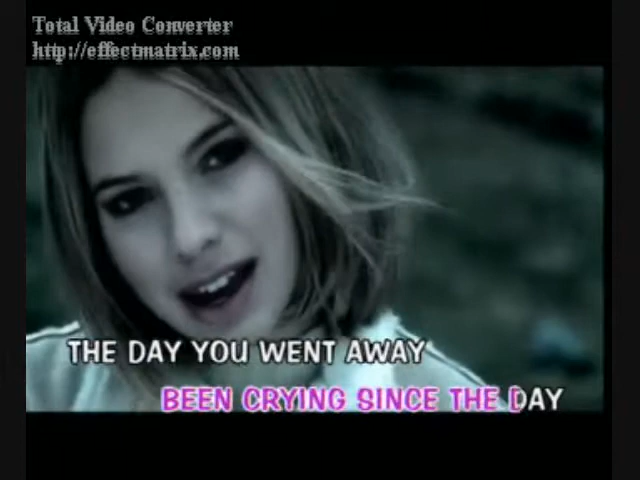 Total Video Converter
http://effectmatrix.com
THE DAY YOU WENT AWAY
BEEN CRYING SINCE THE DAY